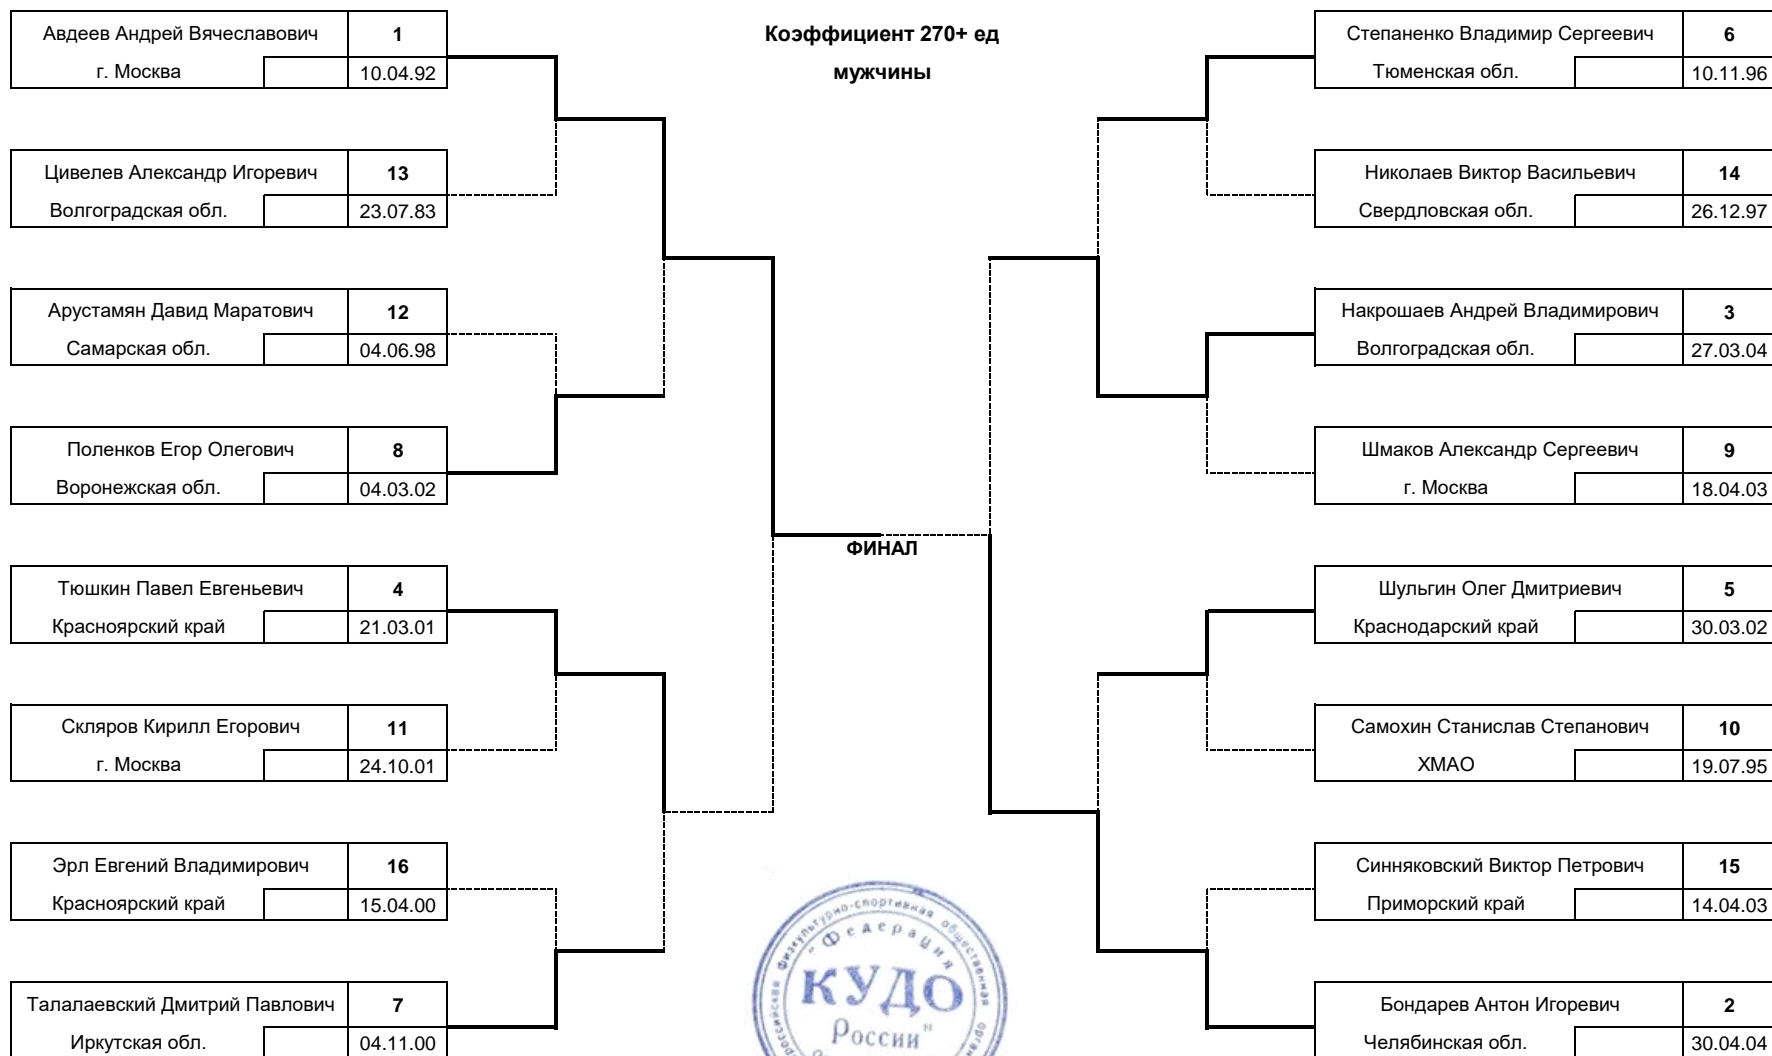 Коэффициент 270+ ед
мужчины
Авдеев Андрей Вячеславович 1
г. Москва 10.04.92
Цивелев Александр Игоревич 13
Волгоградская обл. 23.07.83
Арустамян Давид Маратович 12
Самарская обл. 04.06.98
Поленков Егор Олегович 8
Воронежская обл. 04.03.02
Тюшкин Павел Евгеньевич 4
Красноярский край 21.03.01
Скляров Кирилл Егорович 11
г. Москва 24.10.01
Эрл Евгений Владимирович 16
Красноярский край 15.04.00
Талалаевский Дмитрий Павлович 7
Иркутская обл. 04.11.00
ФИНАЛ
Степаненко Владимир Сергеевич 6
Тюменская обл. 10.11.96
Николаев Виктор Васильевич 14
Свердловская обл. 26.12.97
Накрошаев Андрей Владимирович 3
Волгоградская обл. 27.03.04
Шмаков Александр Сергеевич 9
г. Москва 18.04.03
Шульгин Олег Дмитриевич 5
Краснодарский край 30.03.02
Самохин Станислав Степанович 10
ХМАО 19.07.95
Синняковский Виктор Петрович 15
Приморский край 14.04.03
Бондарев Антон Игоревич 2
Челябинская обл. 30.04.04
физкультурно-спортивная общественная
"Федерация
КУДО
России"